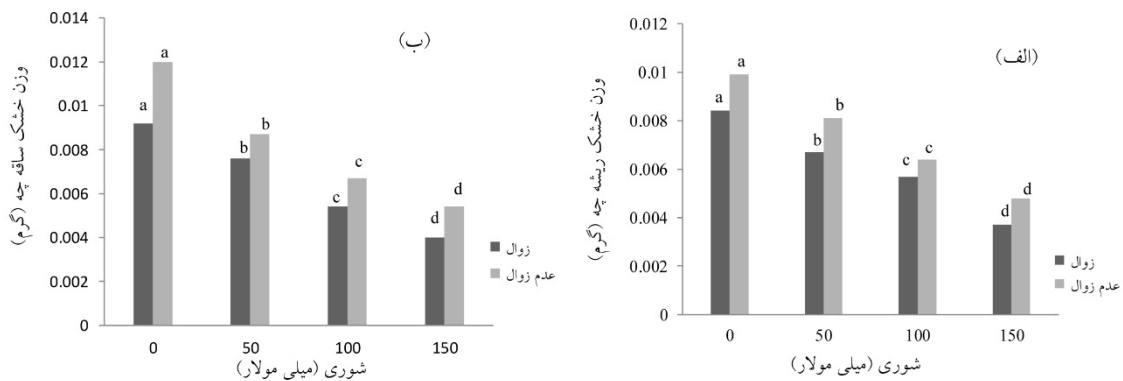 (الف)
وزن خشک ریشه چه (گرم)
0.012
0.01
0.008
0.006
0.004
0.002
0
a a
b b
c c
d d
0 50 100 150
شوری (میلی مولار)
زوال
عدم زوال
(ب)
وزن خشک ساقه چه (گرم)
0.014
0.012
0.01
0.008
0.006
0.004
0.002
0
a a
b b
c c
d d
0 50 100 150
شوری (میلی مولار)
زوال
عدم زوال